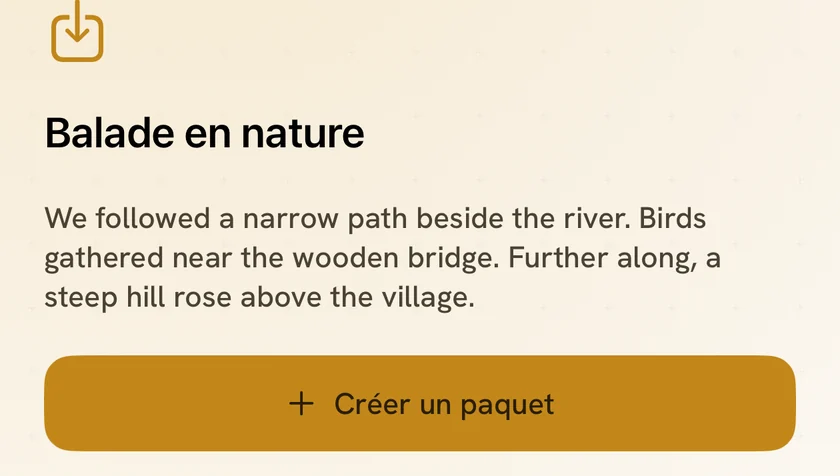 Balade en nature
We followed a narrow path beside the river. Birds
gathered near the wooden bridge. Further along, a
steep hill rose above the village.
Créer un paquet